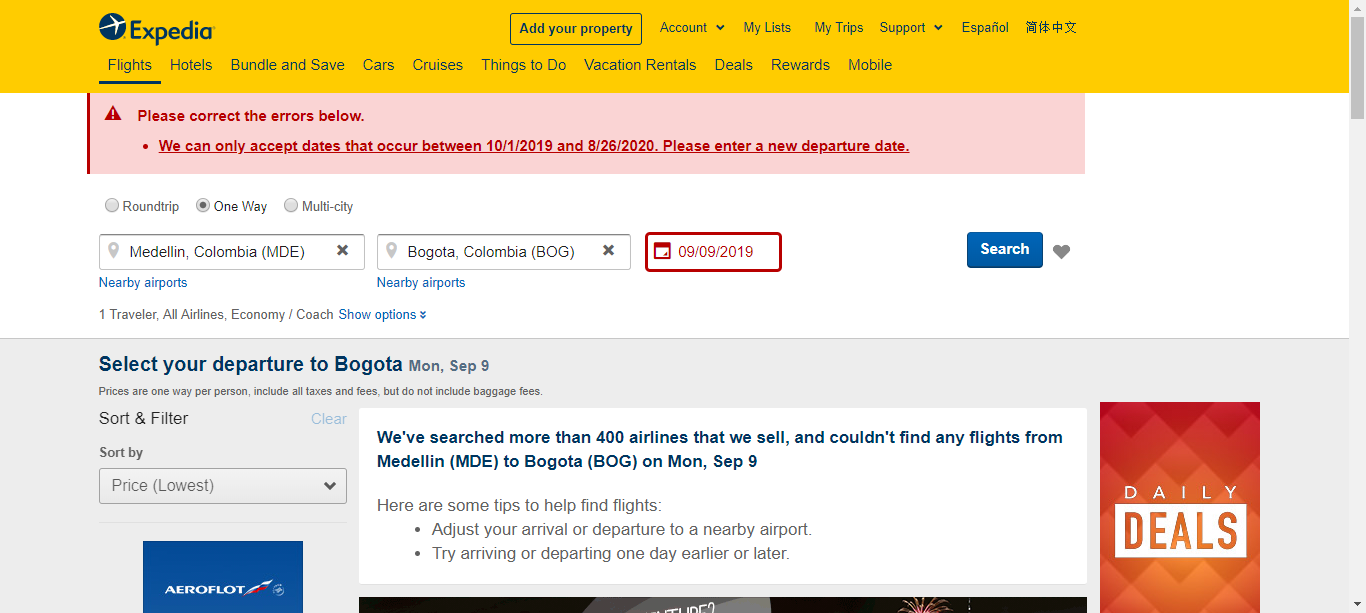 Expedia
Add your property
Account
My Lists
My Trips
Support
Español
简体中文
Flights
Hotels
Bundle and Save
Cars
Cruises
Things to Do
Vacation Rentals
Deals
Rewards
Mobile
Please correct the errors below.
We can only accept dates that occur between 10/1/2019 and 8/26/2020. Please enter a new departure date.
Roundtrip
One Way
Multi-city
Medellin, Colombia (MDE)
Bogota, Colombia (BOG)
09/09/2019
Search
Nearby airports
Nearby airports
1 Traveler, All Airlines, Economy / Coach Show options
Select your departure to Bogota Mon, Sep 9
Prices are one way per person, include all taxes and fees, but do not include baggage fees.
Sort & Filter
Clear
Sort by
Price (Lowest)
AEROFLOT
We've searched more than 400 airlines that we sell, and couldn't find any flights from
Medellin (MDE) to Bogota (BOG) on Mon, Sep 9
Here are some tips to help find flights:
Adjust your arrival or departure to a nearby airport.
Try arriving or departing one day earlier or later.
DAILY
DEALS